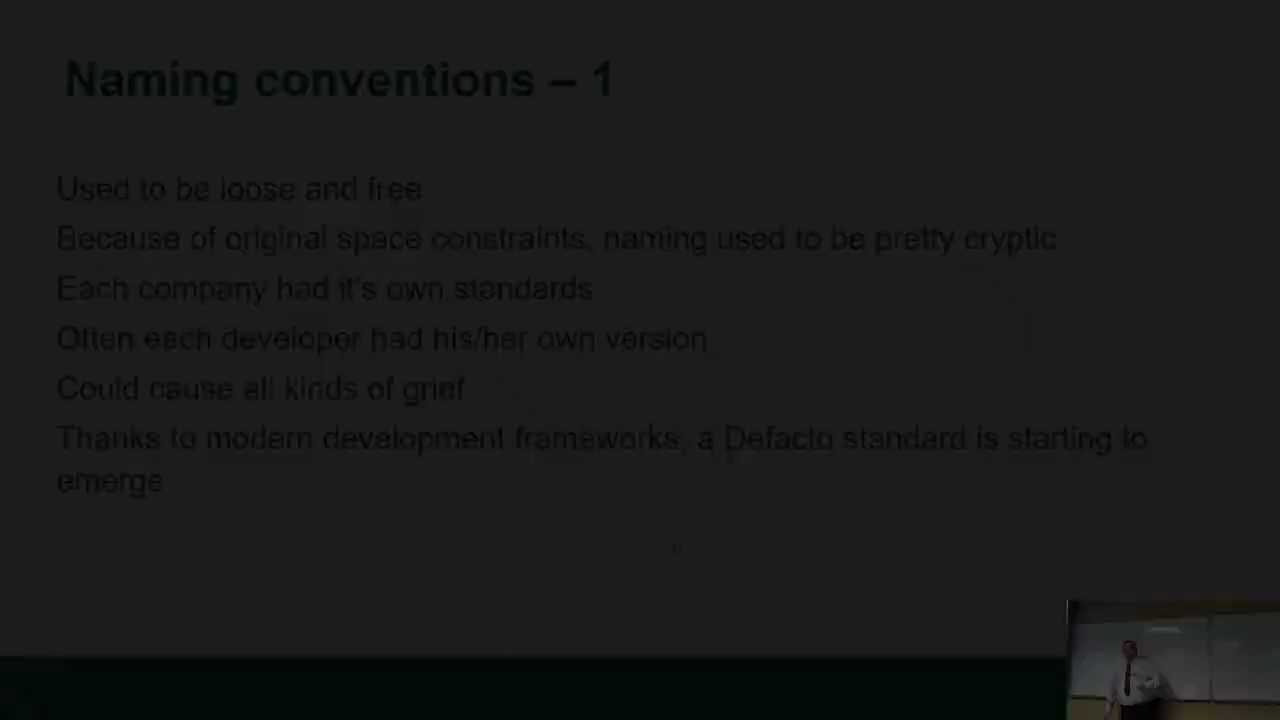 Naming conventions – 1
Used to be loose and free
Because of original space constraints, naming used to be pretty cryptic
Each company had it's own standards
Often each developer had his/her own version
Could cause all kinds of grief
Thanks to modern development frameworks, a Defacto standard is starting to
emerge